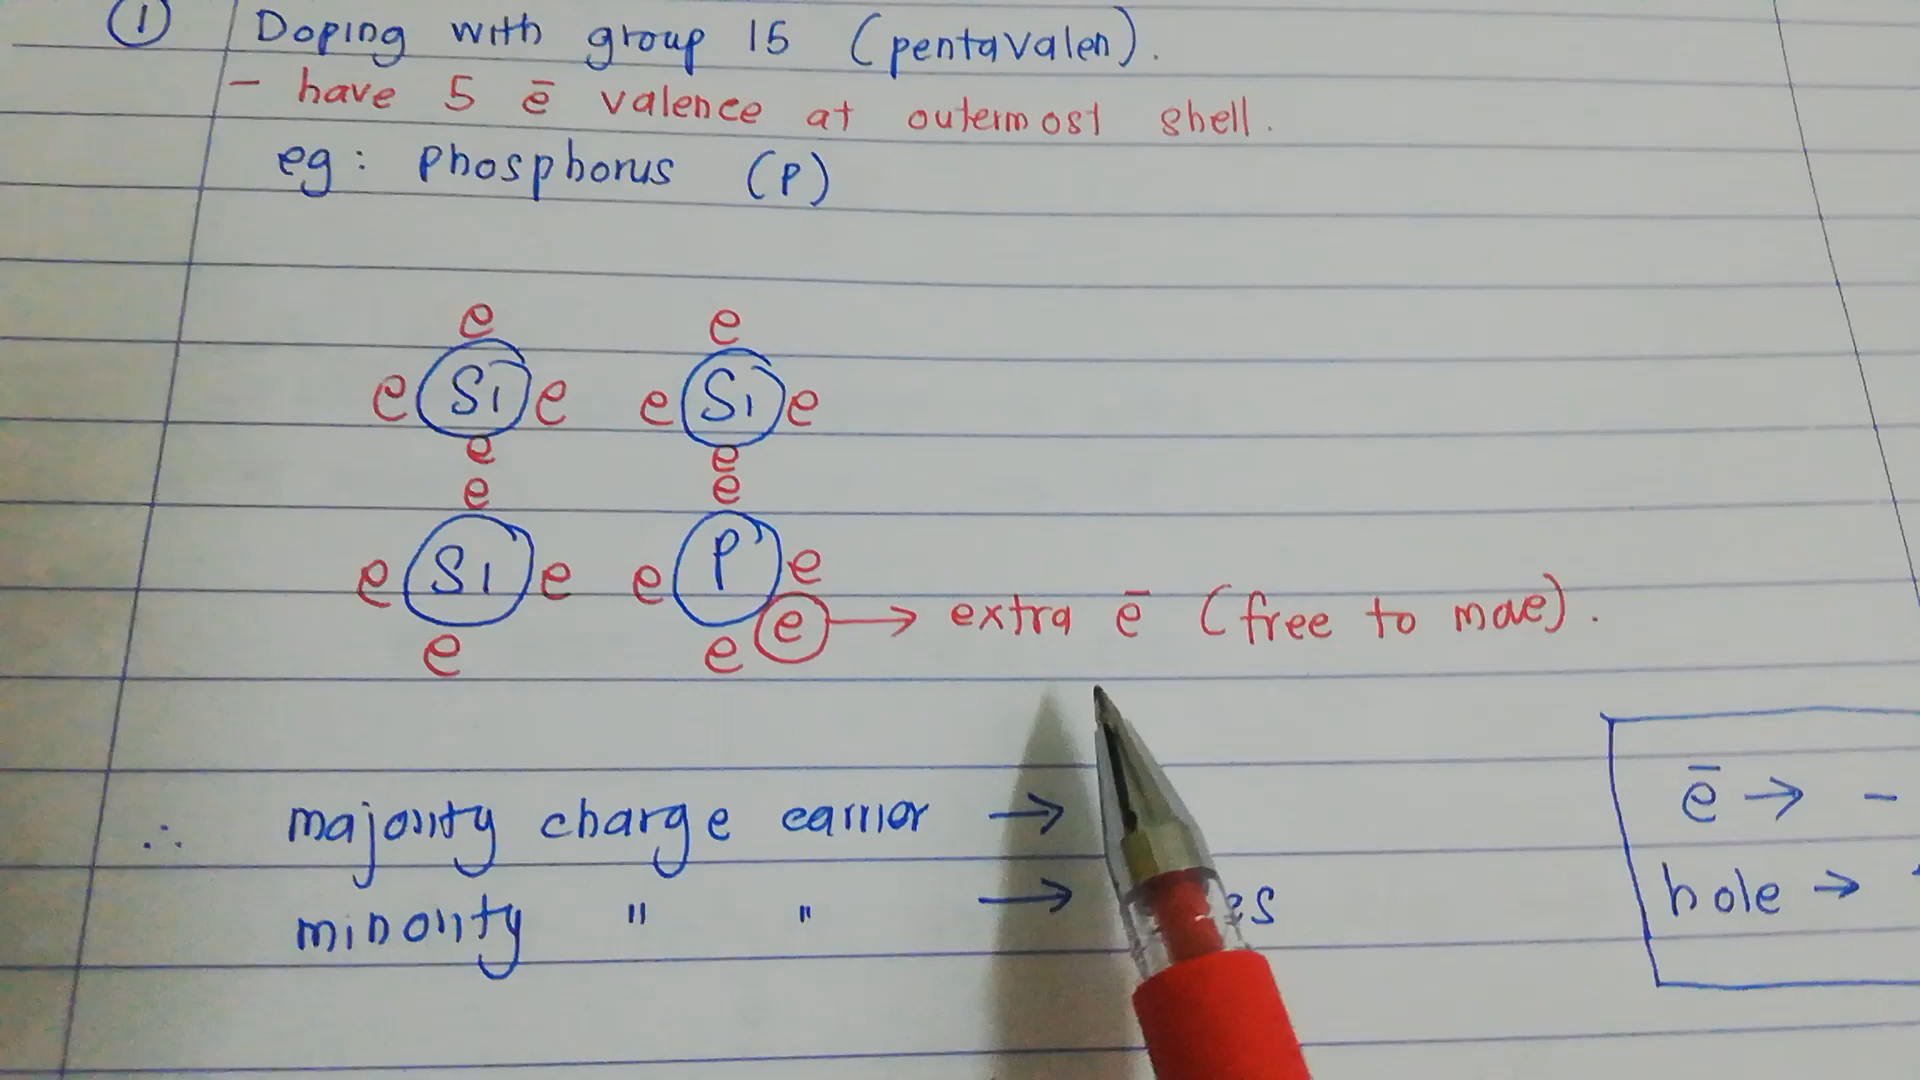 ① Doping with group 15 (pentavalen).
- have 5 ē valence at outermost shell.
eg: phosphorus (P)
e e
e Si e e Si e
e e
e e
e Si e e P e
e e e → extra ē (free to move).
∴ majority charge carrier →
minority " " →
ē → -
hole →